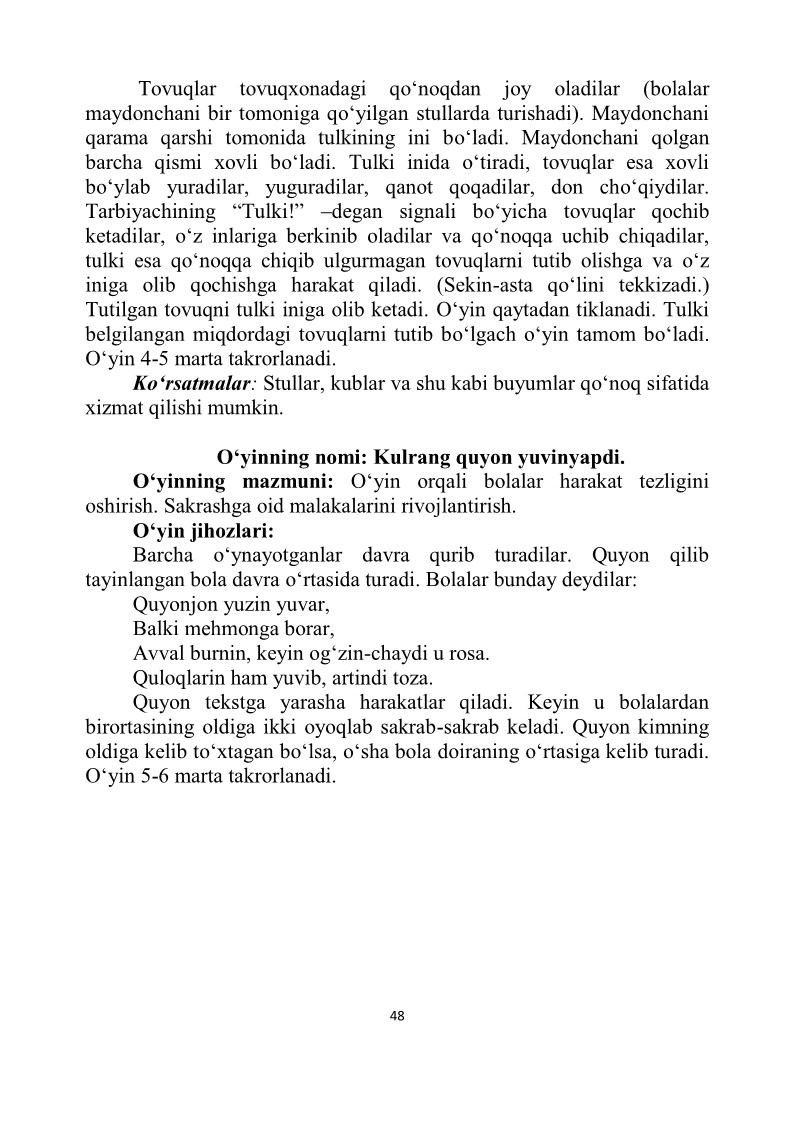 Tovuqlar tovuqxonadagi qo‘noqdan joy oladilar (bolalar
maydonchani bir tomoniga qo‘yilgan stullarda turishadi). Maydonchani
qarama qarshi tomonida tulkining ini bo‘ladi. Maydonchani qolgan
barcha qismi xovli bo‘ladi. Tulki inida o‘tiradi, tovuqlar esa xovli
bo‘ylab yuradilar, yuguradilar, qanot qoqadilar, don cho‘qiydilar.
Tarbiyachining “Tulki!” –degan signali bo‘yicha tovuqlar qochib
ketadilar, o‘z inlariga berkinib oladilar va qo‘noqqa uchib chiqadilar,
tulki esa qo‘noqqa chiqib ulgurmagan tovuqlarni tutib olishga va o‘z
iniga olib qochishga harakat qiladi. (Sekin-asta qo‘lini tekkizadi.)
Tutilgan tovuqni tulki iniga olib ketadi. O‘yin qaytadan tiklanadi. Tulki
belgilangan miqdordagi tovuqlarni tutib bo‘lgach o‘yin tamom bo‘ladi.
O‘yin 4-5 marta takrorlanadi.
Ko‘rsatmalar: Stullar, kublar va shu kabi buyumlar qo‘noq sifatida
xizmat qilishi mumkin.
O‘yinning nomi: Kulrang quyon yuvinyapdi.
O‘yinning mazmuni: O‘yin orqali bolalar harakat tezligini
oshirish. Sakrashga oid malakalarini rivojlantirish.
O‘yin jihozlari:
Barcha o‘ynayotganlar davra qurib turadilar. Quyon qilib
tayinlangan bola davra o‘rtasida turadi. Bolalar bunday deydilar:
Quyonjon yuzin yuvar,
Balki mehmonga borar,
Avval burnin, keyin og‘zin-chaydi u rosa.
Quloqlarin ham yuvib, artindi toza.
Quyon tekstga yarasha harakatlar qiladi. Keyin u bolalardan
birortasining oldiga ikki oyoqlab sakrab-sakrab keladi. Quyon kimning
oldiga kelib to‘xtagan bo‘lsa, o‘sha bola doiraning o‘rtasiga kelib turadi.
O‘yin 5-6 marta takrorlanadi.
48